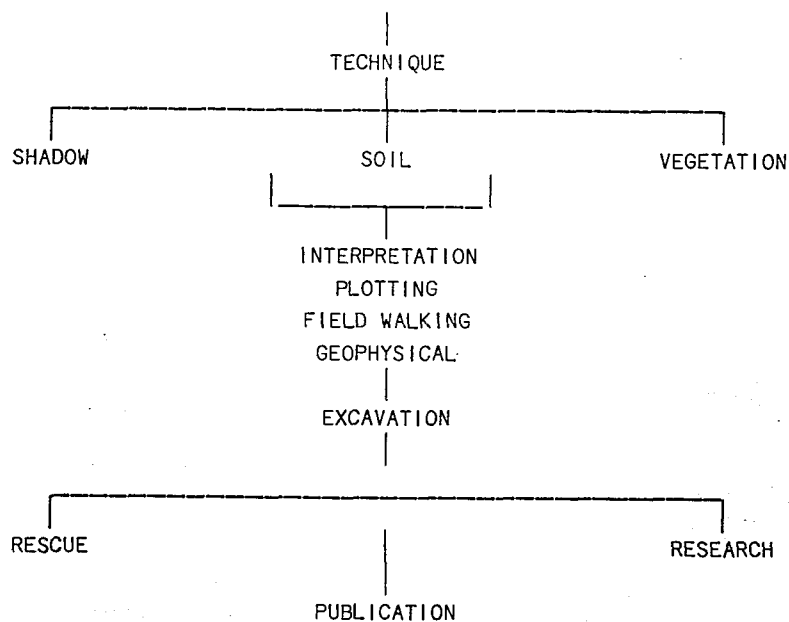 TECHNIQUE
SHADOW SOIL VEGETATION
INTERPRETATION
PLOTTING
FIELD WALKING
GEOPHYSICAL
EXCAVATION
RESCUE RESEARCH
PUBLICATION